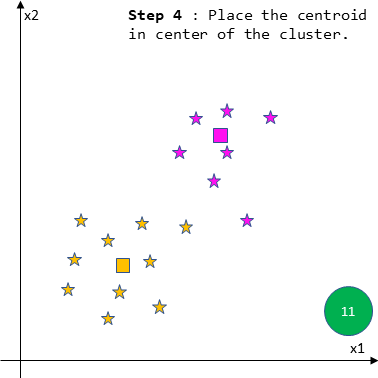 x2
Step 4 : Place the centroid
in center of the cluster.
11
x1